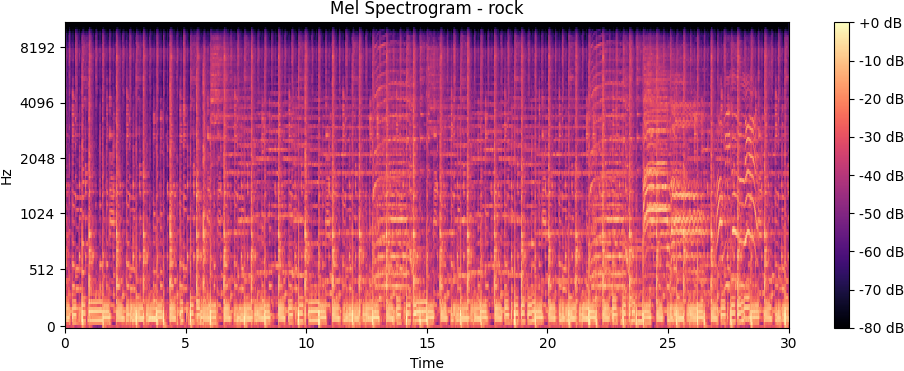 Mel Spectrogram - rock
Hz
8192
4096
2048
1024
512
0
0 5 10 15 20 25 30
Time
+0 dB
-10 dB
-20 dB
-30 dB
-40 dB
-50 dB
-60 dB
-70 dB
-80 dB